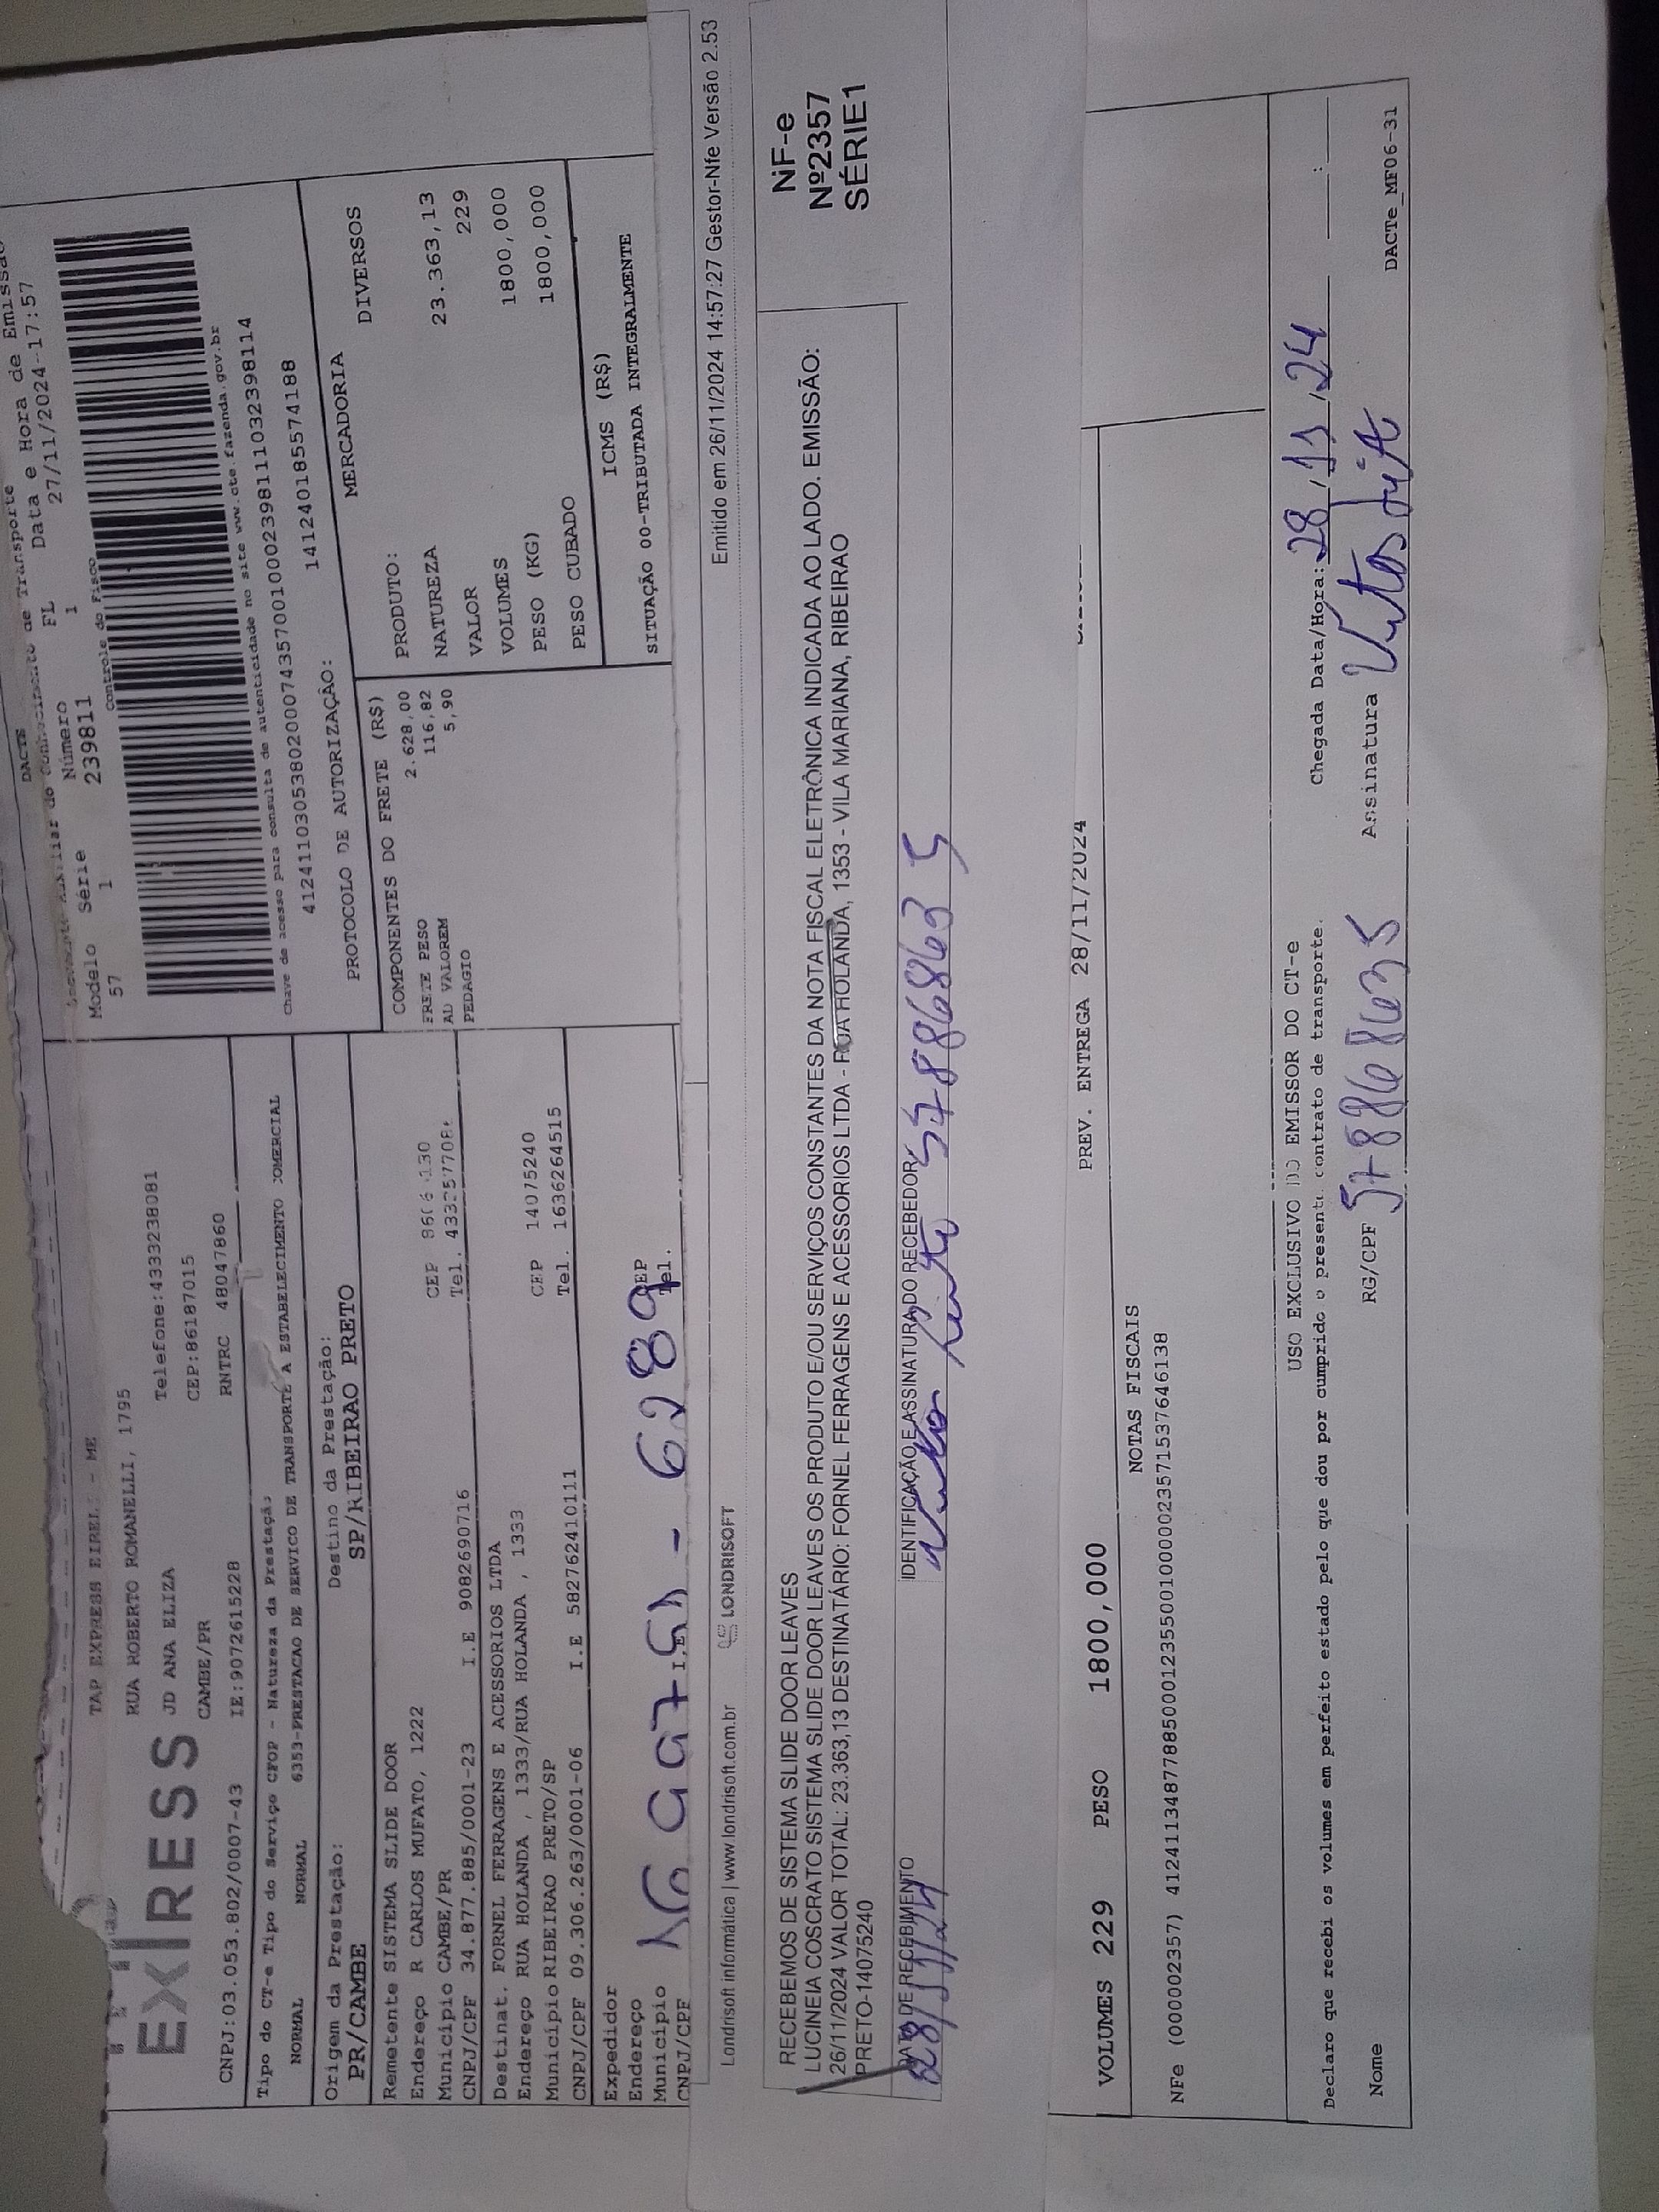 DACTE
de Transporte
Modelo Série Número FL Data e Hora de Emissão
57 1 239811 1 27/11/2024-17:57
Controle do Fisco
EXPRESS
TAP EXPRESS EIRELI - ME
RUA ROBERTO ROMANELLI, 1795
JD ANA ELIZA Telefone:4333238081
CAMBE/PR CEP:86187015
CNPJ:03.053.802/0007-43 IE:9072615228 RNTRC 48047860
Chave de acesso para consulta de autenticidade no site www.cte.fazenda.gov.br
41241103053802000743570010002398111032398114
PROTOCOLO DE AUTORIZAÇÃO: 141240185574188
Tipo do CT-e Tipo do Serviço CFOP - Natureza da Prestação
NORMAL NORMAL 6353-PRESTACAO DE SERVICO DE TRANSPORTE A ESTABELECIMENTO COMERCIAL
Origem da Prestação: Destino da Prestação:
PR/CAMBE SP/RIBEIRAO PRETO
Remetente SISTEMA SLIDE DOOR
Endereço R CARLOS MUFATO, 1222
Município CAMBE/PR CEP
CNPJ/CPF 34.877.885/0001-23 I.E 9082690716 Tel.
Destinat. FORNEL FERRAGENS E ACESSORIOS LTDA
Endereço RUA HOLANDA , 1333/RUA HOLANDA , 1333
Município RIBEIRAO PRETO/SP CEP 14075240
CNPJ/CPF 09.306.263/0001-06 I.E 582762410111 Tel. 1636264515
Expedidor
Endereço
Município CEP
CNPJ/CPF I.E Tel.
6289
COMPONENTES DO FRETE (R$)
FRETE PESO 2.628,00
AD VALOREM 116,82
PEDAGIO 5,90
MERCADORIA
PRODUTO: DIVERSOS
NATUREZA
VALOR 23.363,13
VOLUMES 229
PESO (KG) 1800,000
PESO CUBADO 1800,000
ICMS (R$)
SITUAÇÃO 00-TRIBUTADA INTEGRALMENTE
Londrisoft informática | www.londrisoft.com.br LONDRISOFT Emitido em 26/11/2024 14:57:27 Gestor-Nfe Versão 2.53
RECEBEMOS DE SISTEMA SLIDE DOOR LEAVES
LUCINEIA COSCRATO SISTEMA SLIDE DOOR LEAVES OS PRODUTO E/OU SERVIÇOS CONSTANTES DA NOTA FISCAL ELETRÔNICA INDICADA AO LADO. EMISSÃO:
26/11/2024 VALOR TOTAL: 23.363,13 DESTINATÁRIO: FORNEL FERRAGENS E ACESSORIOS LTDA - RUA HOLANDA, 1353 - VILA MARIANA, RIBEIRAO
PRETO-14075240
NF-e
Nº2357
SÉRIE1
DATA DE RECEBIMENTO IDENTIFICAÇÃO E ASSINATURA DO RECEBEDOR
28/11/24 578868635
VOLUMES 229 PESO 1800,000 PREV. ENTREGA 28/11/2024
NOTAS FISCAIS
NFe (000002357) 41241134877885000123550010000023571537646138
USO EXCLUSIVO DO EMISSOR DO CT-e
Declaro que recebi os volumes em perfeito estado pelo que dou por cumprido o presente contrato de transporte. Chegada Data/Hora: 28/11/24 :
Nome RG/CPF 578868635 Assinatura
DACTe_MF06-31